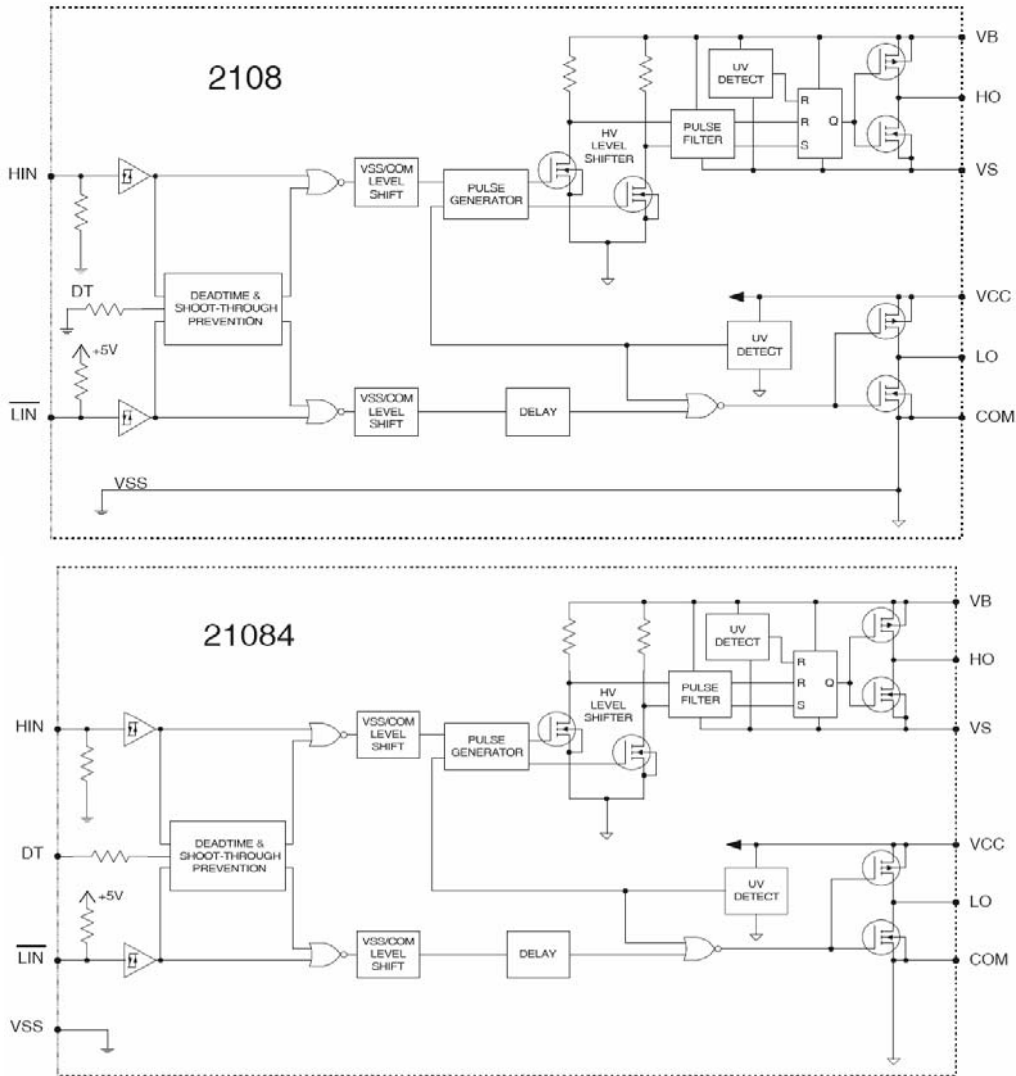 2108
VB
UV
DETECT
HO
R
R
Q
S
PULSE
FILTER
HV
LEVEL
SHIFTER
VS
HIN
VSS/COM
LEVEL
SHIFT
PULSE
GENERATOR
DT
DEADTIME &
SHOOT-THROUGH
PREVENTION
VCC
+5V
UV
DETECT
LO
LIN
VSS/COM
LEVEL
SHIFT
DELAY
COM
VSS
21084
VB
UV
DETECT
HO
R
R
Q
S
PULSE
FILTER
HV
LEVEL
SHIFTER
VS
HIN
VSS/COM
LEVEL
SHIFT
PULSE
GENERATOR
DT
DEADTIME &
SHOOT-THROUGH
PREVENTION
VCC
+5V
UV
DETECT
LO
LIN
VSS/COM
LEVEL
SHIFT
DELAY
COM
VSS